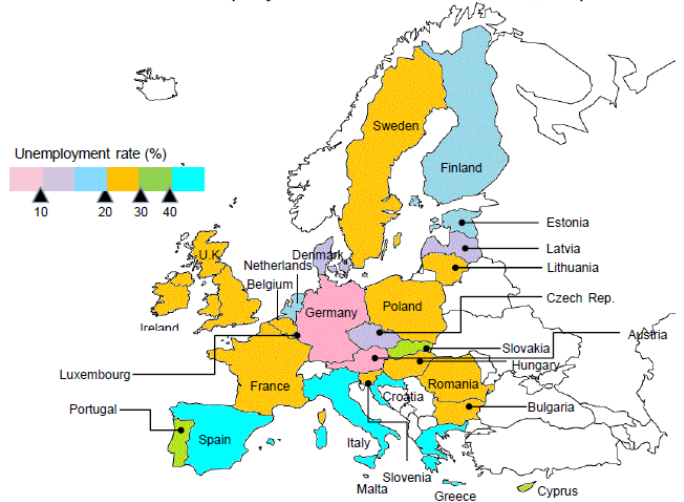 Sweden
Unemployment rate (%)
Finland
10 20 30 40
Estonia
U.K
Denmark
Latvia
Netherlands
Lithuania
Belgium
Czech Rep.
Germany
Poland
Ireland
Austria
Slovakia
Hungary
Luxembourg
France
Romania
Croatia
Portugal
Bulgaria
Spain
Italy
Slovenia
Malta
Cyprus
Greece